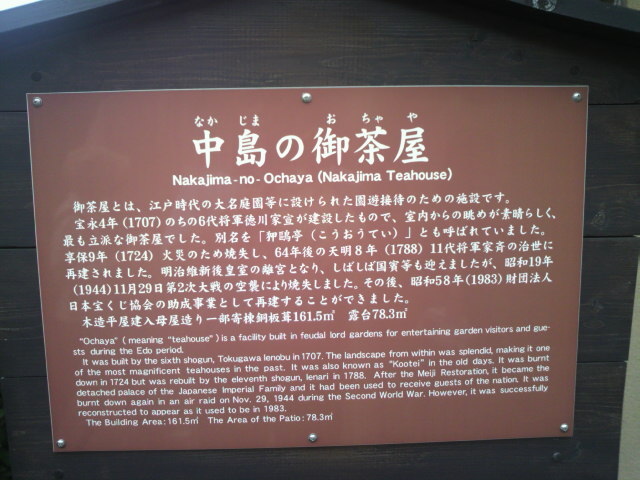 なかじま おちゃや
中島の御茶屋
Nakajima-no-Ochaya (Nakajima Teahouse)
御茶屋とは、江戸時代の大名庭園等に設けられた園遊接待のための施設です。
宝永4年(1707)のちの6代将軍徳川家宣が建設したもので、室内からの眺めが素晴らしく、
最も立派な御茶屋でした。別名を「狎鷗亭(こうおうてい)」とも呼ばれていました。
享保9年(1724)火災のため焼失し、64年後の天明8年(1788)11代将軍家斉の治世に
再建されました。明治維新後皇室の離宮となり、しばしば国賓等も迎えましたが、昭和19年
(1944)11月29日第2次大戦の空襲により焼失しました。その後、昭和58年(1983)財団法人
日本宝くじ協会の助成事業として再建することができました。
木造平屋建入母屋造り一部寄棟銅板葺161.5㎡ 露台78.3㎡
"Ochaya" ( meaning "teahouse") is a facility built in feudal lord gardens for entertaining garden visitors and gue-
sts during the Edo period.
It was built by the sixth shogun, Tokugawa Ienobu in 1707. The landscape from within was splendid, making it one
of the most magnificent teahouses in the past. It was also known as "Kootei" in the old days. It was burnt
down in 1724 but was rebuilt by the eleventh shogun, Ienari in 1788. After the Meiji Restoration, it became the
detached palace of the Japanese Imperial Family and it had been used to receive guests of the nation. It was
burnt down again in an air raid on Nov. 29, 1944 during the Second World War. However, it was successfully
reconstructed to appear as it used to be in 1983.
The Building Area: 161.5㎡ The Area of the Patio: 78.3㎡